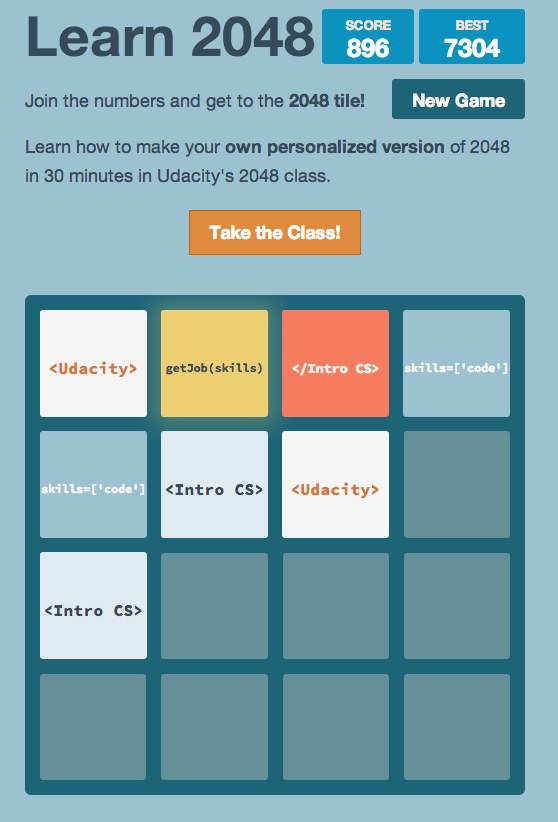 Learn 2048
SCORE
896
BEST
7304
Join the numbers and get to the 2048 tile!
New Game
Learn how to make your own personalized version of 2048
in 30 minutes in Udacity's 2048 class.
Take the Class!
<Udacity>
getJob(skills)
</Intro CS>
skills=['code']
skills=['code']
<Intro CS>
<Udacity>
<Intro CS>